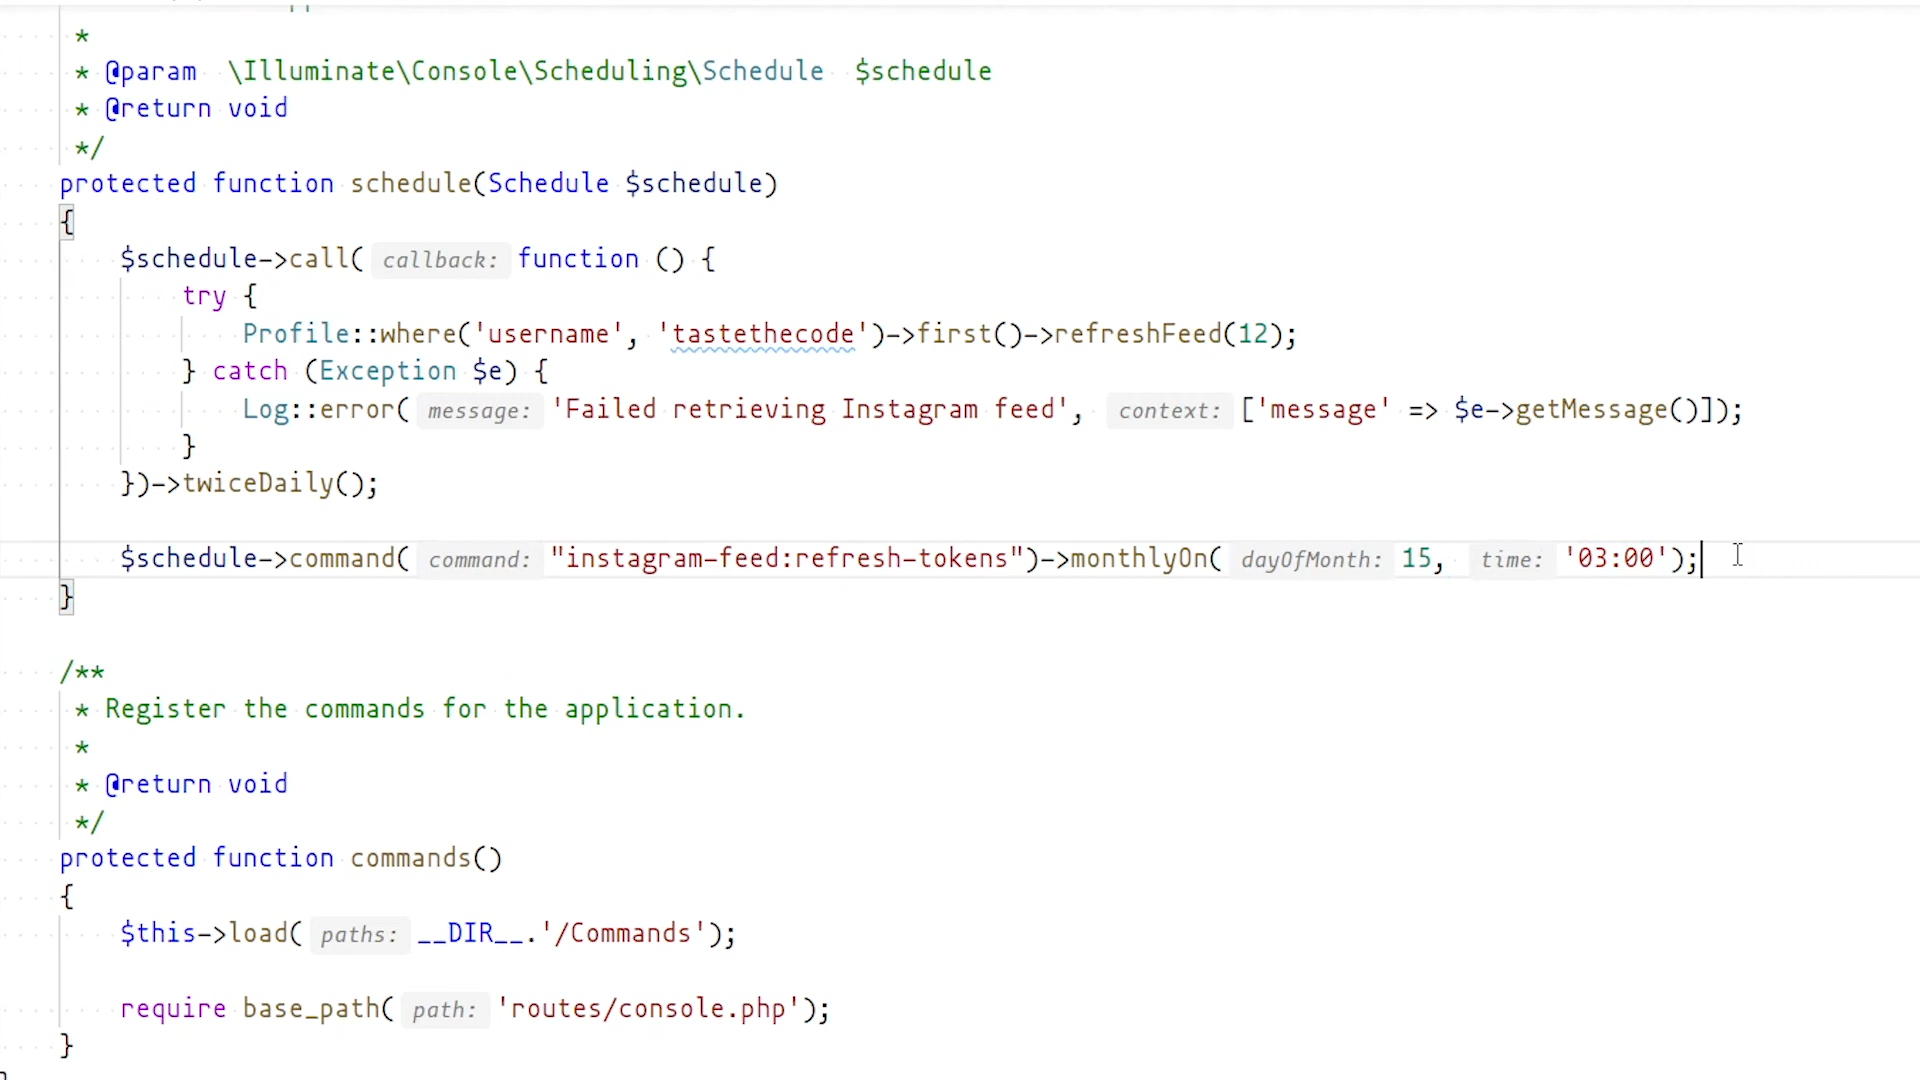 *
* @param  \Illuminate\Console\Scheduling\Schedule  $schedule
* @return void
*/
protected function schedule(Schedule $schedule)
{
$schedule->call( callback: function () {
try {
Profile::where('username', 'tastethecode')->first()->refreshFeed(12);
} catch (Exception $e) {
Log::error( message: 'Failed retrieving Instagram feed', context: ['message' => $e->getMessage()]);
}
})->twiceDaily();
$schedule->command( command: "instagram-feed:refresh-tokens")->monthlyOn( dayOfMonth: 15, time: '03:00');
}
/**
* Register the commands for the application.
*
* @return void
*/
protected function commands()
{
$this->load( paths: __DIR__.'/Commands');
require base_path( path: 'routes/console.php');
}